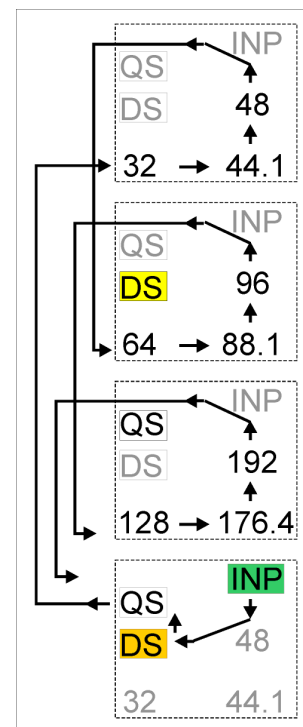 INP
QS
DS 48
32 44.1
INP
QS
DS 96
64 88.1
INP
QS
DS 192
128 176.4
INP
QS
DS 48
32 44.1